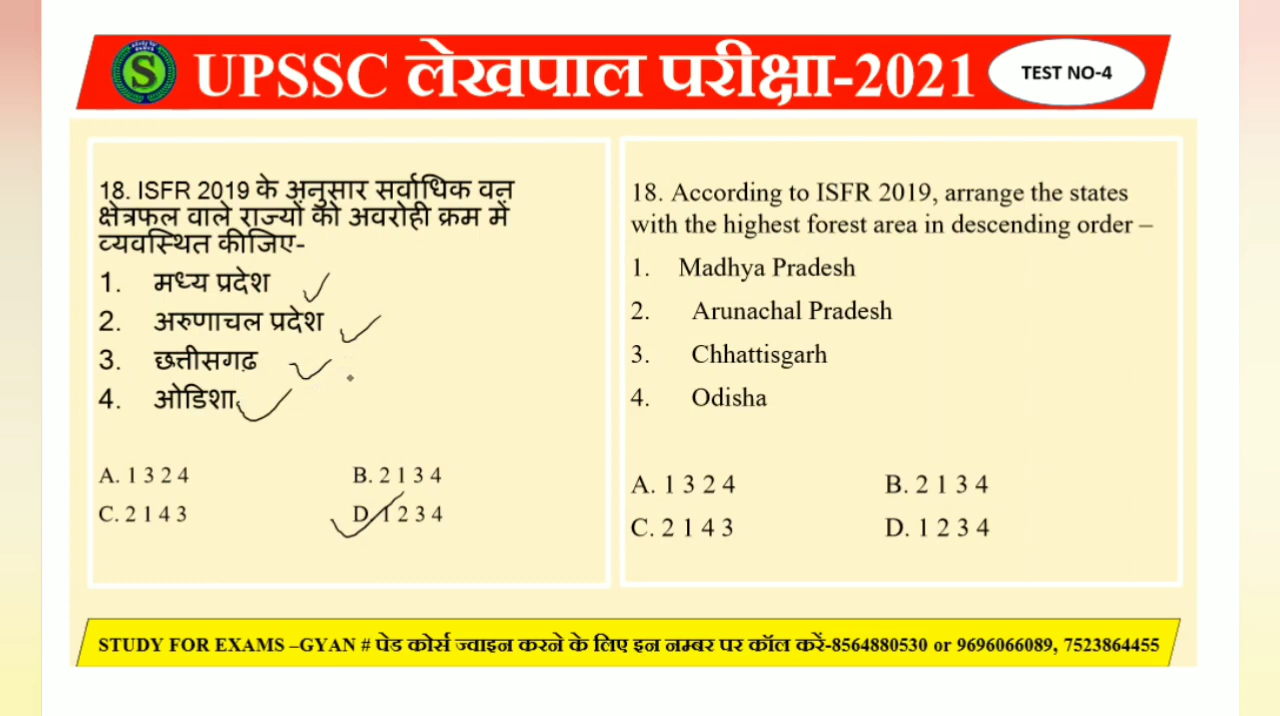 UPSSC लेखपाल परीक्षा-2021
TEST NO-4
S
18. ISFR 2019 के अनुसार सर्वाधिक वन
क्षेत्रफल वाले राज्यों को अवरोही क्रम में
व्यवस्थित कीजिए-
1. मध्य प्रदेश
2. अरुणाचल प्रदेश
3. छत्तीसगढ़
4. ओडिशा
A. 1 3 2 4 B. 2 1 3 4
C. 2 1 4 3 D. 1 2 3 4
18. According to ISFR 2019, arrange the states
with the highest forest area in descending order –
1. Madhya Pradesh
2. Arunachal Pradesh
3. Chhattisgarh
4. Odisha
A. 1 3 2 4 B. 2 1 3 4
C. 2 1 4 3 D. 1 2 3 4
STUDY FOR EXAMS –GYAN # पेड कोर्स ज्वाइन करने के लिए इन नम्बर पर कॉल करें-8564880530 or 9696066089, 7523864455